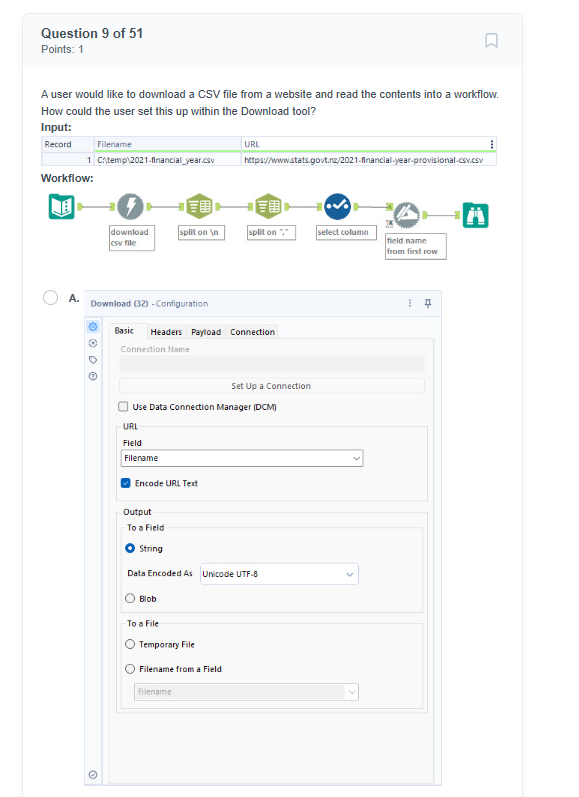 Question 9 of 51
Points: 1
A user would like to download a CSV file from a website and read the contents into a workflow.
How could the user set this up within the Download tool?
Input:
Record Filename URL
1 C:\temp\2021-financial_year.csv https://www.stats.govt.nz/2021-financial-year-provisional-csv.csv
Workflow:
download
csv file
split on \n
split on ","
select column
field name
from first row
A.
Download (32) - Configuration
Basic Headers Payload Connection
Connection Name
Set Up a Connection
Use Data Connection Manager (DCM)
URL
Field
Filename
Encode URL Text
Output
To a Field
String
Data Encoded As Unicode UTF-8
Blob
To a File
Temporary File
Filename from a Field
Filename